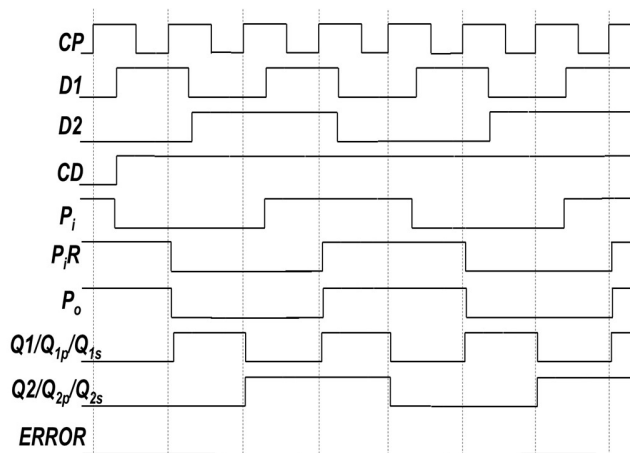 CP
D1
D2
CD
Pi
PiR
Po
Q1/Q1p/Q1s
Q2/Q2p/Q2s
ERROR